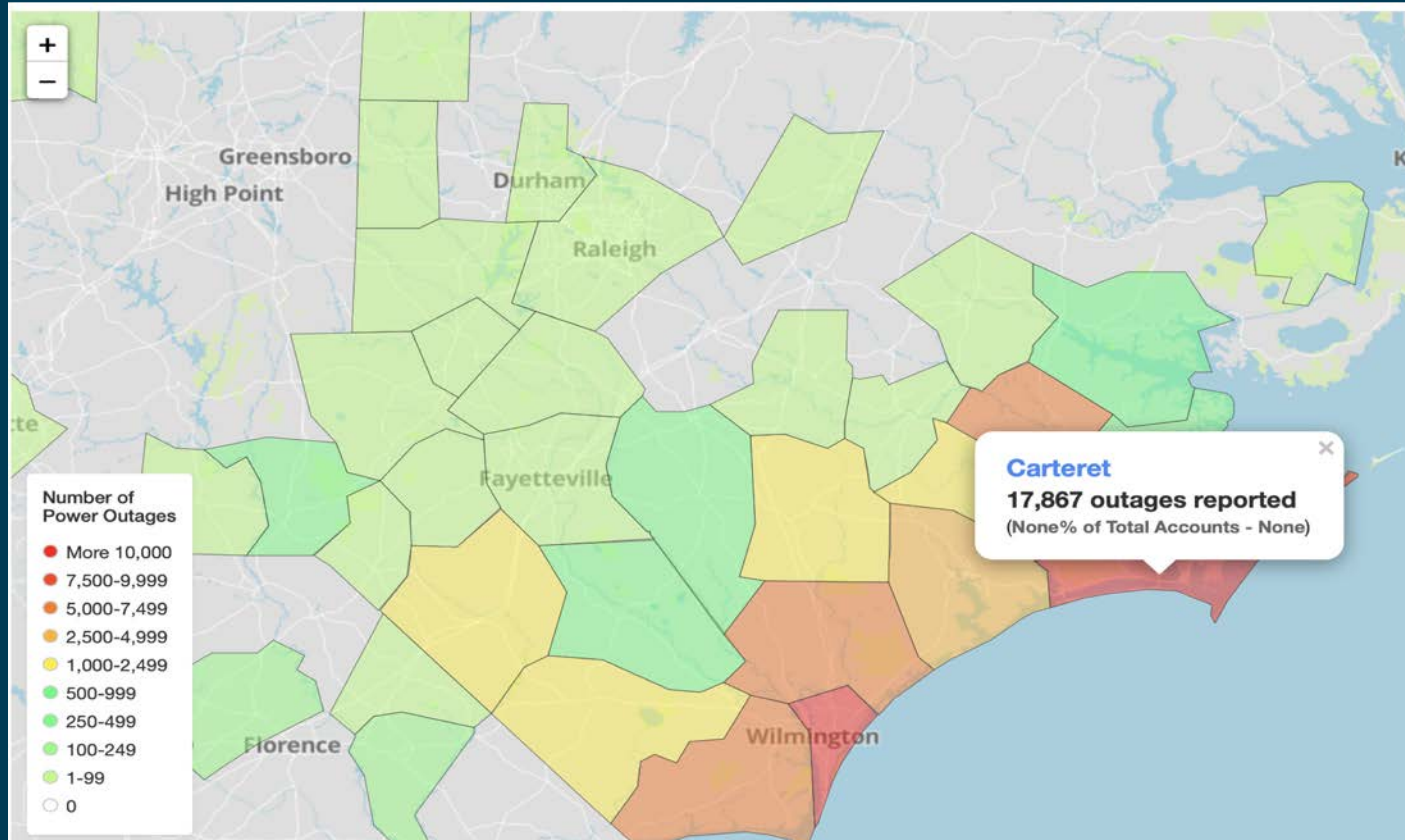 +
−
Greensboro
High Point
Durham
Raleigh
K
tte
Fayetteville
Carteret
×
17,867 outages reported
(None% of Total Accounts - None)
Number of
Power Outages
More 10,000
7,500-9,999
5,000-7,499
2,500-4,999
1,000-2,499
500-999
250-499
100-249
1-99
0
Florence
Wilmington